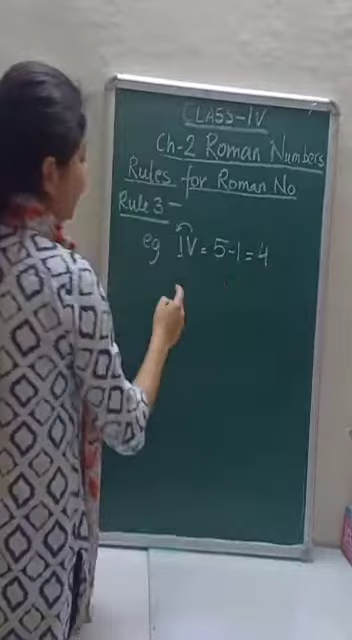 CLASS-IV
Ch-2 Roman Numbers
Rules for Roman No
Rule 3-
eg IV = 5-1 = 4